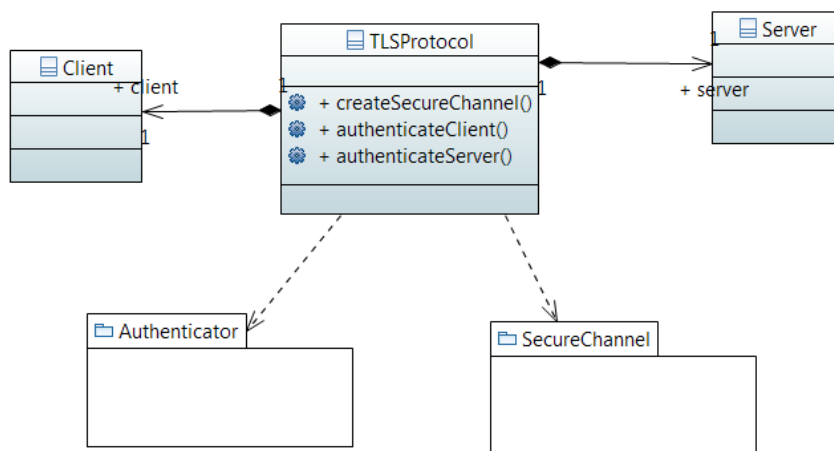 TLSProtocol
Server
1
Client
+ client
1
1
+ server
1
1
+ createSecureChannel()
+ authenticateClient()
+ authenticateServer()
Authenticator
SecureChannel